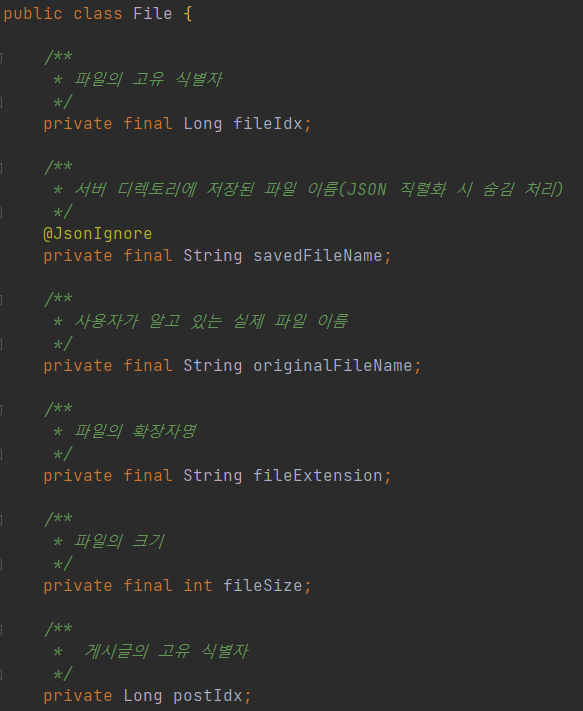 public class File {
/**
* 파일의 고유 식별자
*/
private final Long fileIdx;
/**
* 서버 디렉토리에 저장된 파일 이름(JSON 직렬화 시 숨김 처리)
*/
@JsonIgnore
private final String savedFileName;
/**
* 사용자가 알고 있는 실제 파일 이름
*/
private final String originalFileName;
/**
* 파일의 확장자명
*/
private final String fileExtension;
/**
* 파일의 크기
*/
private final int fileSize;
/**
*  게시글의 고유 식별자
*/
private Long postIdx;